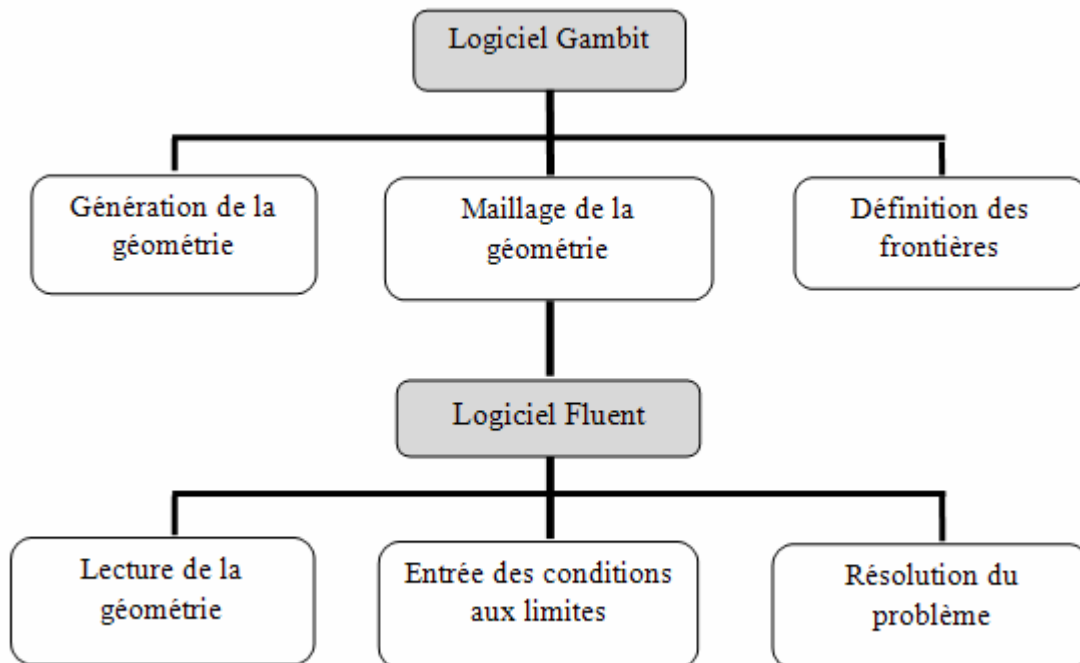 Logiciel Gambit
Génération de la
géométrie
Maillage de la
géométrie
Définition des
frontières
Logiciel Fluent
Lecture de la
géométrie
Entrée des conditions
aux limites
Résolution du
problème